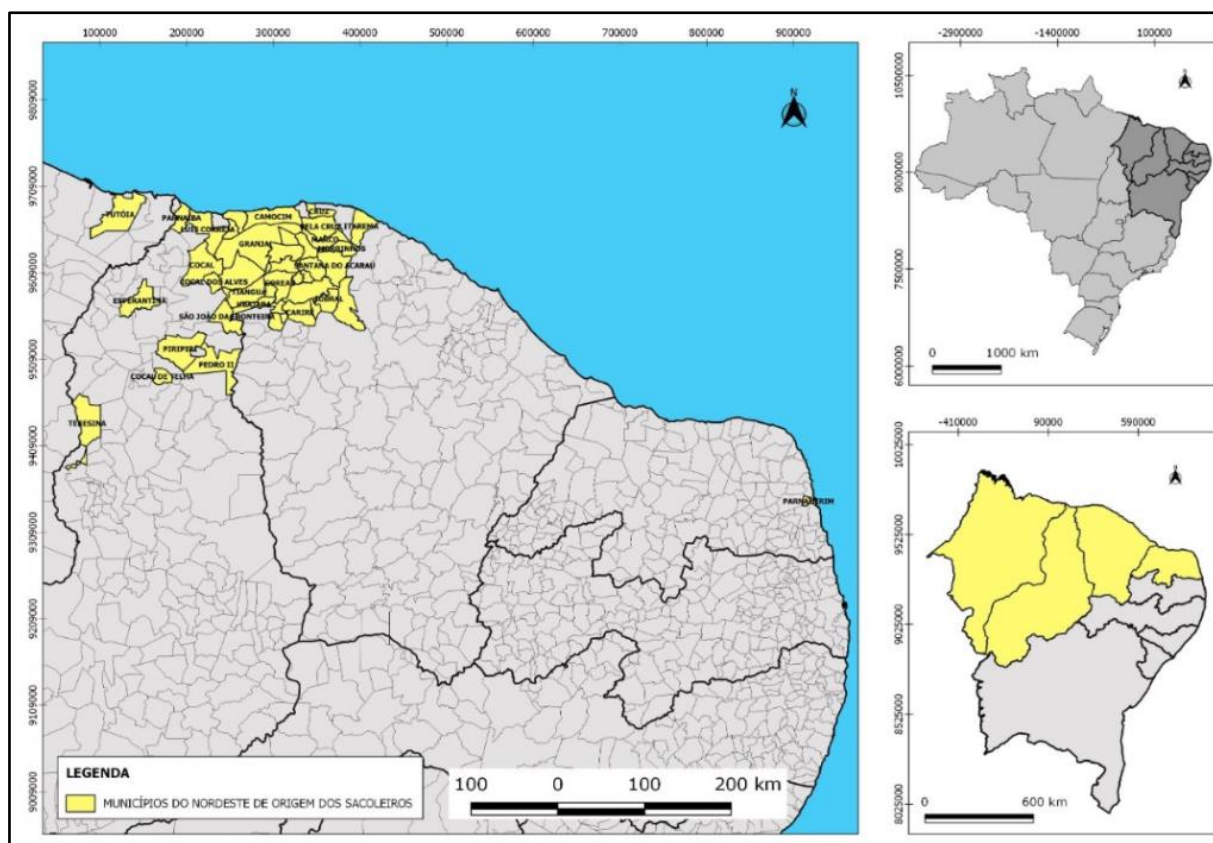 100000 200000 300000 400000 500000 600000 700000 800000 900000
9809000
9709000
9609000
9509000
9409000
9309000
9209000
9109000
9009000
N
TUTÓIA
PARNAÍBA
LUIS CORREIA
CAMOCIM
CRUZ
BELA CRUZ
ITAREMA
MARCO
MORRINHOS
GRANJA
COCAL
SANTANA DO ACARAÚ
COCAL DOS ALVES
COREAÚ
TIANGUÁ
UBAJARA
SOBRAL
ESPERANTINA
SÃO JOÃO DA FRONTEIRA
CARIRÉ
PIRIPIRI
PEDRO II
COCAL DE TELHA
TERESINA
PARNAMIRIM
LEGENDA
MUNICÍPIOS DO NORDESTE DE ORIGEM DOS SACOLEIROS
100 0 100 200 km
-2900000 -1400000 100000
10500000
9000000
7500000
6000000
N
0 1000 km
-410000 90000 590000
10025000
9525000
9025000
8525000
8025000
N
0 600 km